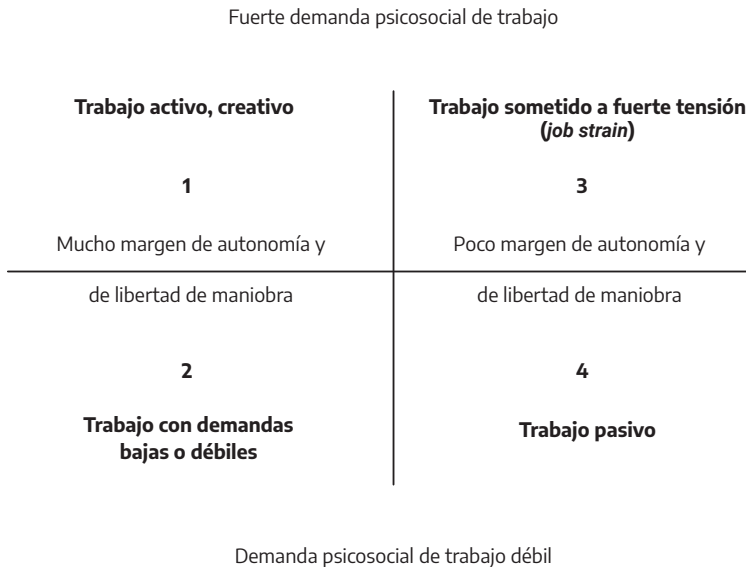 Fuerte demanda psicosocial de trabajo
Trabajo activo, creativo
Trabajo sometido a fuerte tensión
(job strain)
1
3
Mucho margen de autonomía y
Poco margen de autonomía y
de libertad de maniobra
de libertad de maniobra
2
4
Trabajo con demandas
bajas o débiles
Trabajo pasivo
Demanda psicosocial de trabajo débil